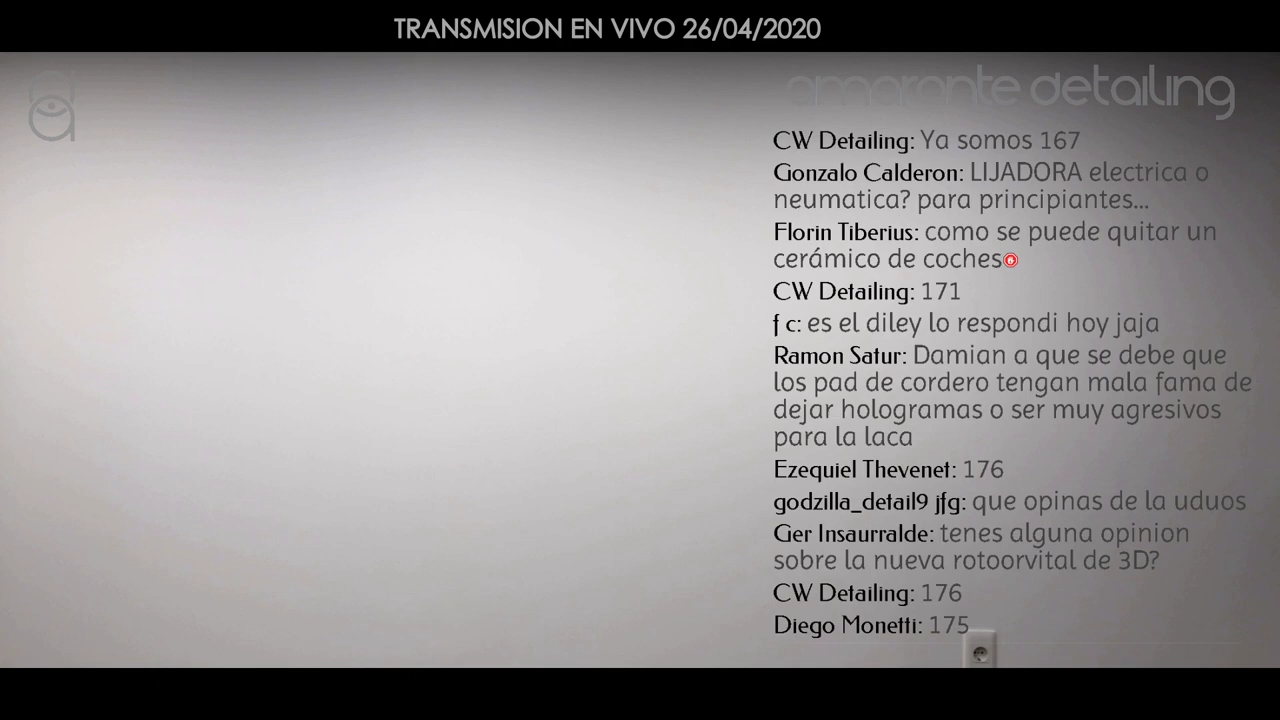 TRANSMISION EN VIVO 26/04/2020
amarante detailing
CW Detailing: Ya somos 167
Gonzalo Calderon: LIJADORA electrica o
neumatica? para principiantes...
Florin Tiberius: como se puede quitar un
cerámico de coches
CW Detailing: 171
f c: es el diley lo respondi hoy jaja
Ramon Satur: Damian a que se debe que
los pad de cordero tengan mala fama de
dejar hologramas o ser muy agresivos
para la laca
Ezequiel Thevenet: 176
godzilla_detail9 jfg: que opinas de la uduos
Ger Insaurralde: tenes alguna opinion
sobre la nueva rotoorvital de 3D?
CW Detailing: 176
Diego Monetti: 175